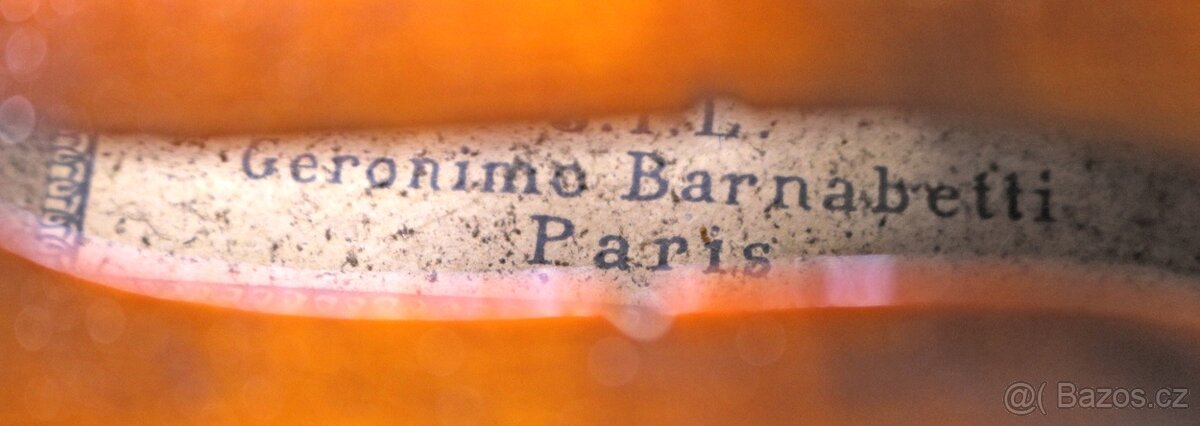 J.T.L.
Geronimo Barnabetti
Paris
@( Bazos.cz